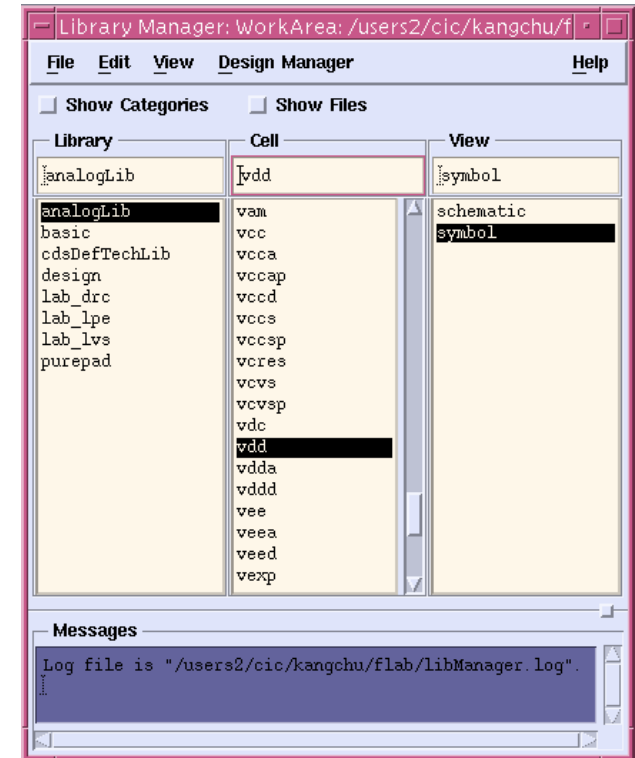 Library Manager: WorkArea: /users2/cic/kangchu/f
File Edit View Design Manager Help
Show Categories Show Files
Library Cell View
analogLib vdd symbol
analogLib
basic
cdsDefTechLib
design
lab_drc
lab_lpe
lab_lvs
purepad
vam
vcc
vcca
vccap
vccd
vccs
vccsp
vcres
vcvs
vcvsp
vdc
vdd
vdda
vddd
vee
veea
veed
vexp
schematic
symbol
Messages
Log file is "/users2/cic/kangchu/flab/libManager.log".